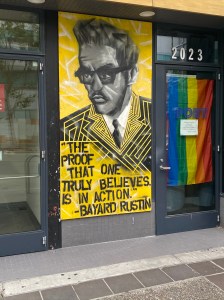 2023
"THE
PROOF
THAT ONE
TRULY BELIEVES
IS IN ACTION."
-BAYARD RUSTIN